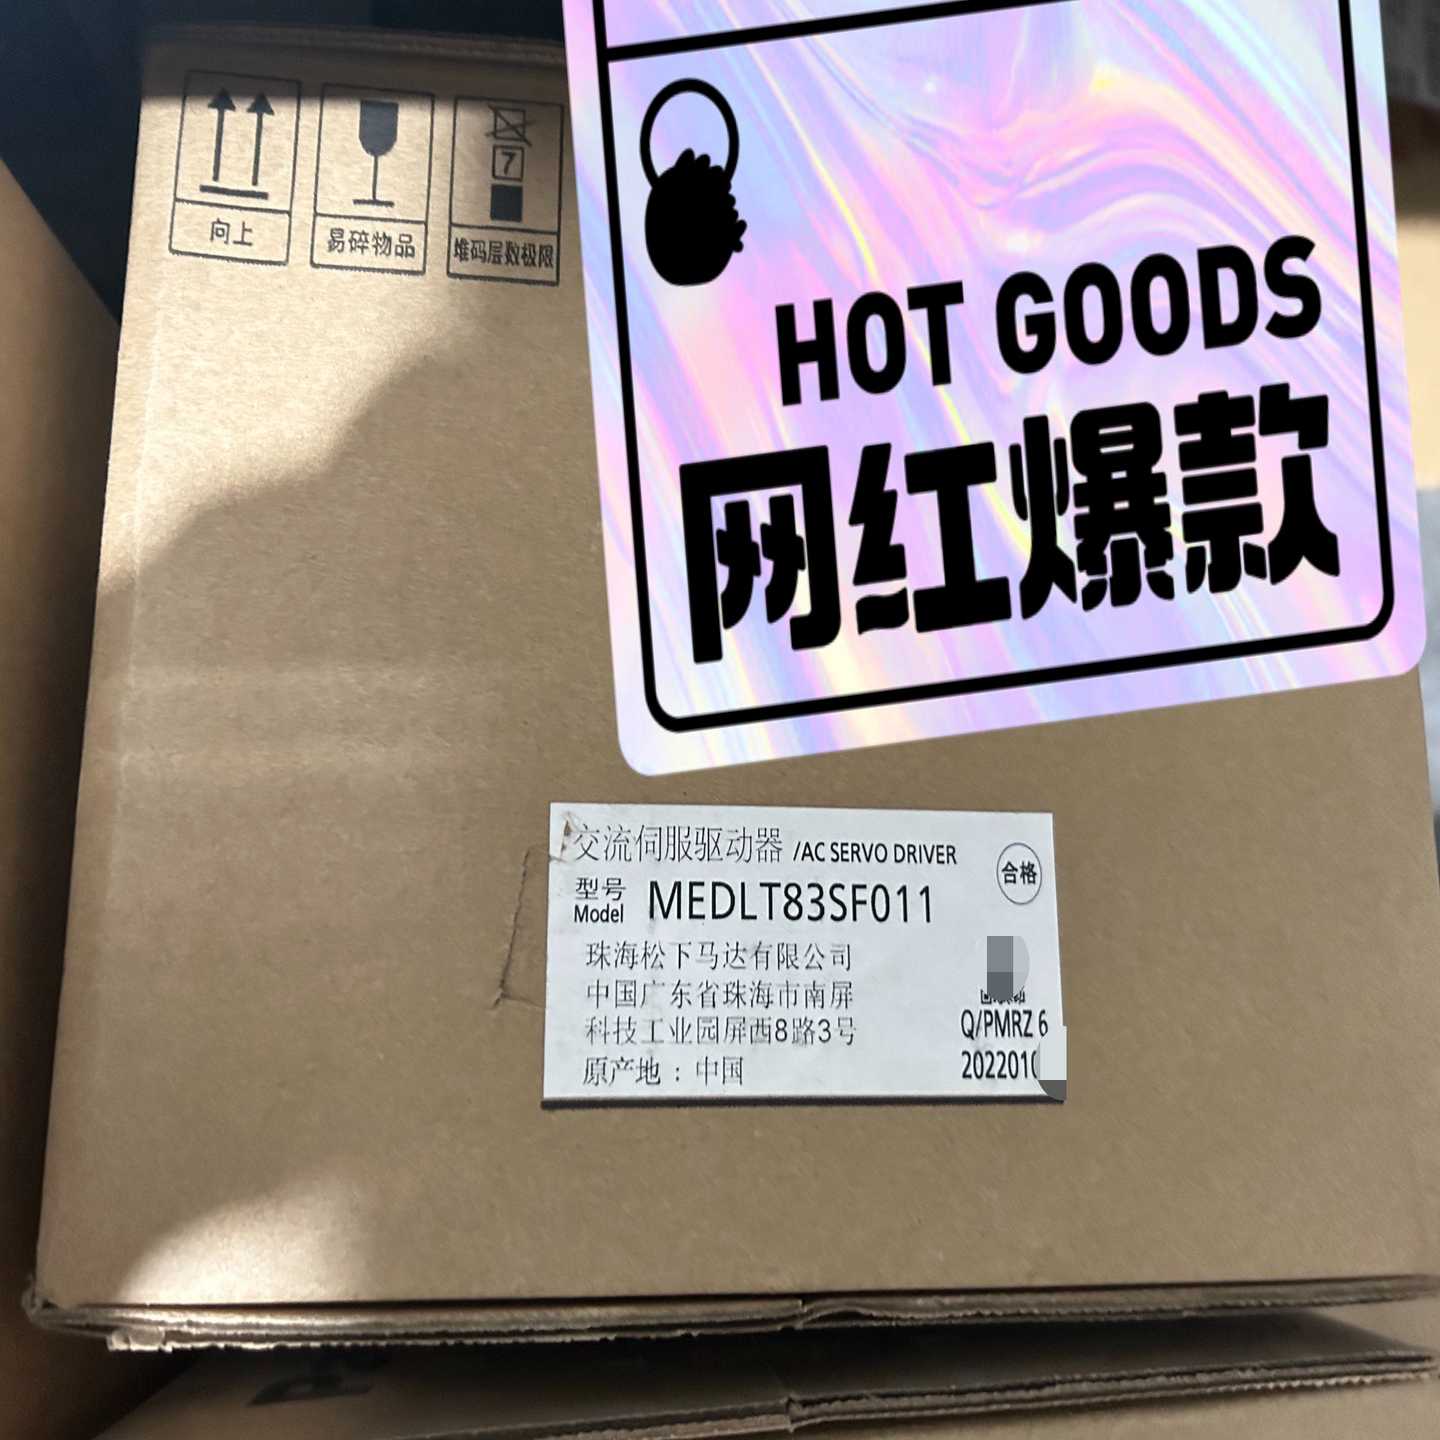 7
向上
易碎物品
堆码层数极限
HOT GOODS
网红爆款
交流伺服驱动器 /AC SERVO DRIVER
合格
型号
Model MEDLT83SF011
珠海松下马达有限公司
中国广东省珠海市南屏
科技工业园屏西8路3号
原产地：中国
Q/PMRZ 6
2022010